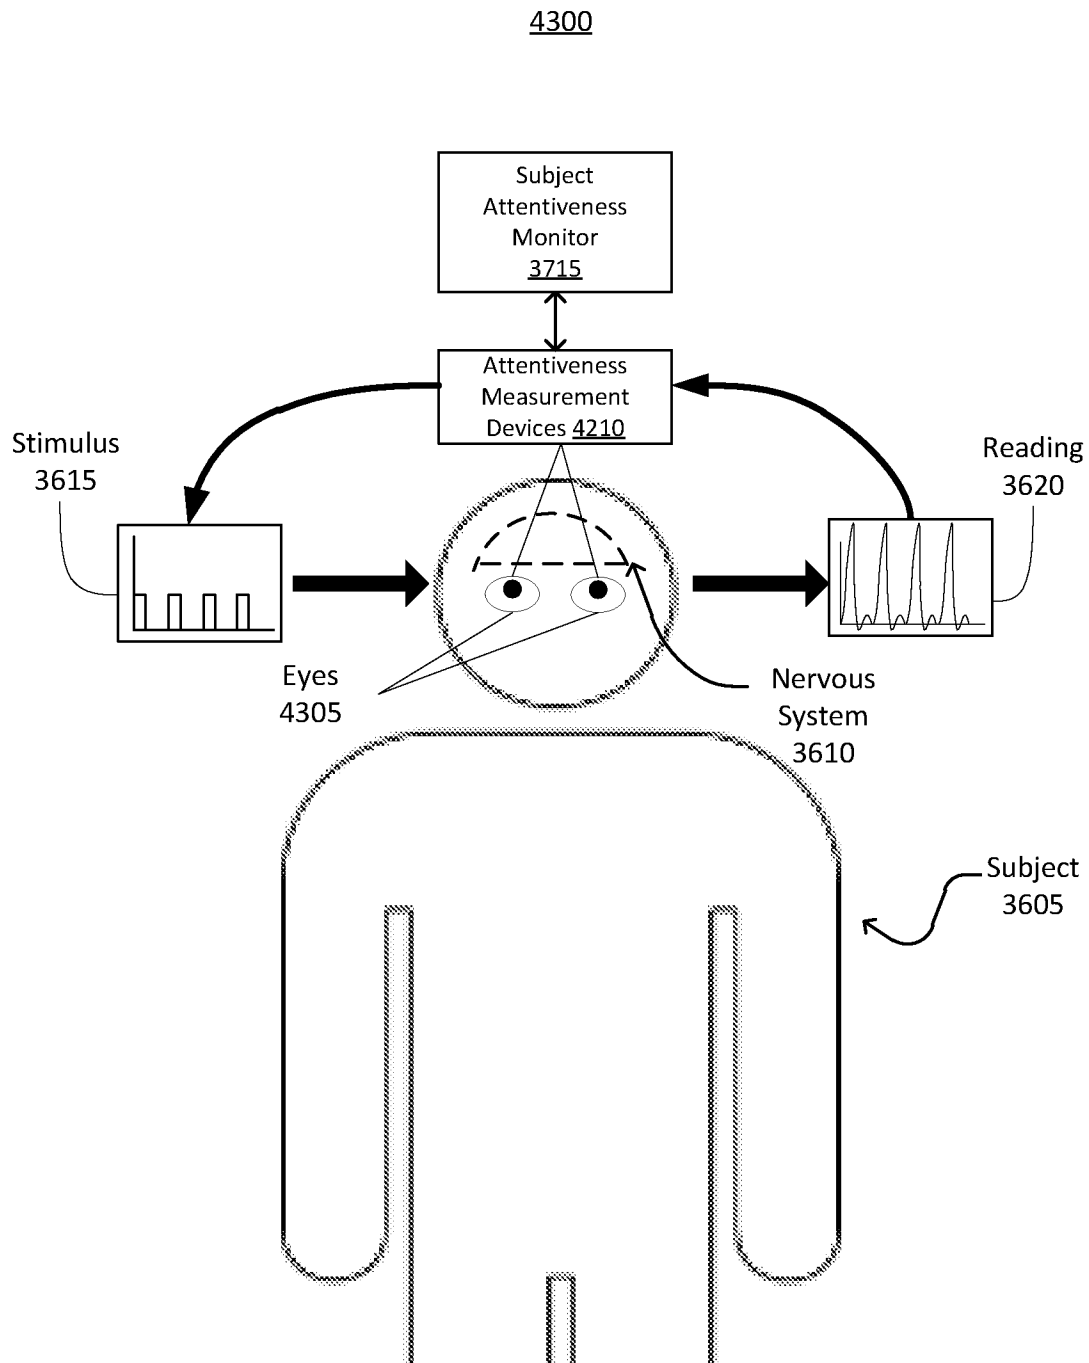 4300
Subject
Attentiveness
Monitor
3715
Attentiveness
Measurement
Devices 4210
Stimulus
3615
Reading
3620
Eyes
4305
Nervous
System
3610
Subject
3605